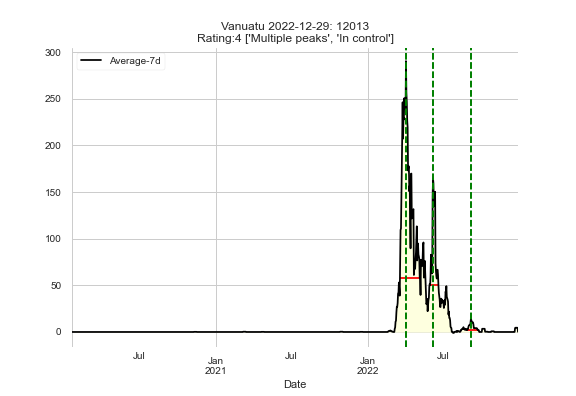 Vanuatu 2022-12-29: 12013
Rating:4 ['Multiple peaks', 'In control']
300
Average-7d
250
200
150
100
50
0
Jul
Jan
2021
Jul
Jan
2022
Jul
Date